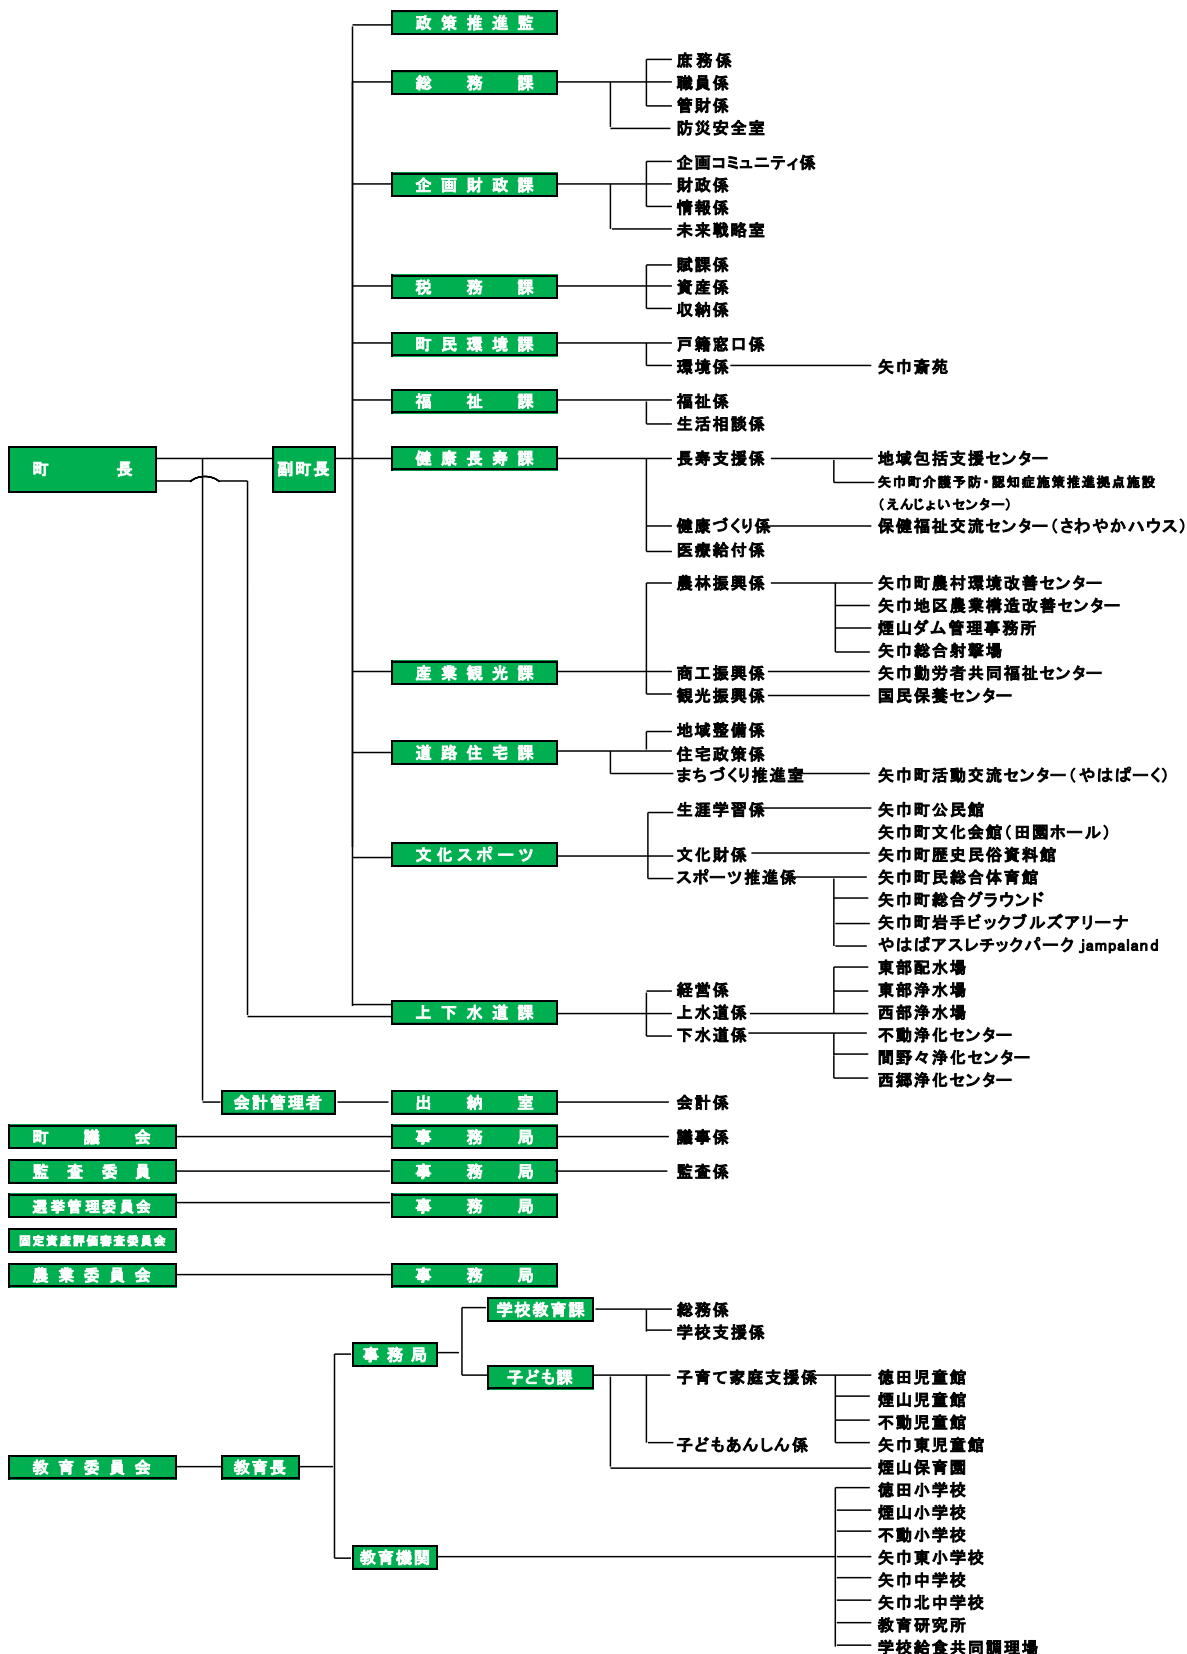 政策推進監
総務課
庶務係
職員係
管財係
防災安全室
企画財政課
企画コミュニティ係
財政係
情報係
未来戦略室
税務課
賦課係
資産係
収納係
町民環境課
戸籍窓口係
環境係
矢巾斎苑
福祉課
福祉係
生活相談係
町長
副町長
健康長寿課
長寿支援係
地域包括支援センター
矢巾町介護予防・認知症施策推進拠点施設
（えんじょいセンター）
健康づくり係
保健福祉交流センター（さわやかハウス）
医療給付係
産業観光課
農林振興係
矢巾町農村環境改善センター
矢巾地区農業構造改善センター
煙山ダム管理事務所
矢巾総合射撃場
商工振興係
矢巾勤労者共同福祉センター
観光振興係
国民保養センター
道路住宅課
地域整備係
住宅政策係
まちづくり推進室
矢巾町活動交流センター（やはぱーく）
文化スポーツ
生涯学習係
矢巾町公民館
矢巾町文化会館（田園ホール）
文化財係
矢巾町歴史民俗資料館
スポーツ推進係
矢巾町民総合体育館
矢巾町総合グラウンド
矢巾町岩手ビックブルズアリーナ
やはばアスレチックパーク jampaland
上下水道課
経営係
上水道係
東部配水場
東部浄水場
西部浄水場
下水道係
不動浄化センター
間野々浄化センター
西郷浄化センター
会計管理者
出納室
会計係
町議会
事務局
議事係
監査委員
事務局
監査係
選挙管理委員会
事務局
固定資産評価審査委員会
農業委員会
事務局
教育委員会
教育長
事務局
学校教育課
総務係
学校支援係
子ども課
子育て家庭支援係
徳田児童館
煙山児童館
不動児童館
矢巾東児童館
子どもあんしん係
煙山保育園
教育機関
徳田小学校
煙山小学校
不動小学校
矢巾東小学校
矢巾中学校
矢巾北中学校
教育研究所
学校給食共同調理場